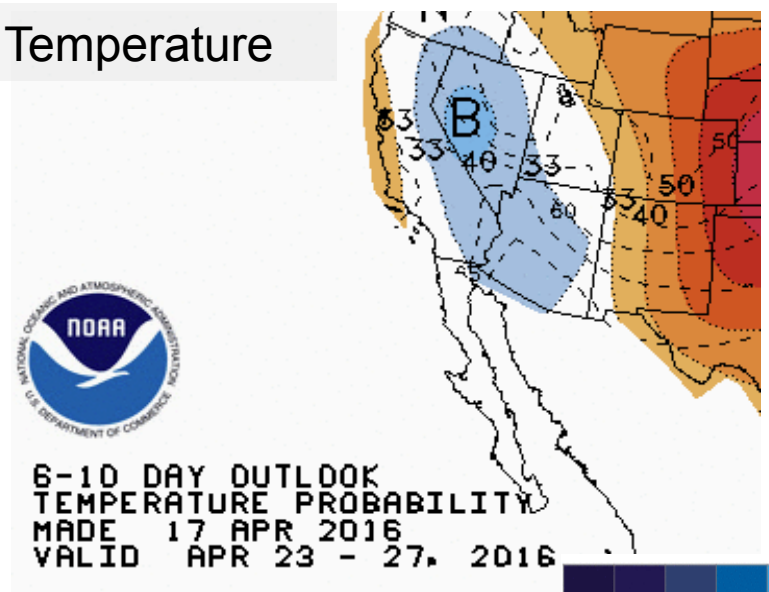 Temperature
N
B
33
33
40
33
8
50
50
33
40
60
NATIONAL OCEANIC AND ATMOSPHERIC ADMINISTRATION
NOAA
U.S. DEPARTMENT OF COMMERCE
6-10 DAY OUTLOOK
TEMPERATURE PROBABILITY
MADE 17 APR 2016
VALID APR 23 - 27, 2016